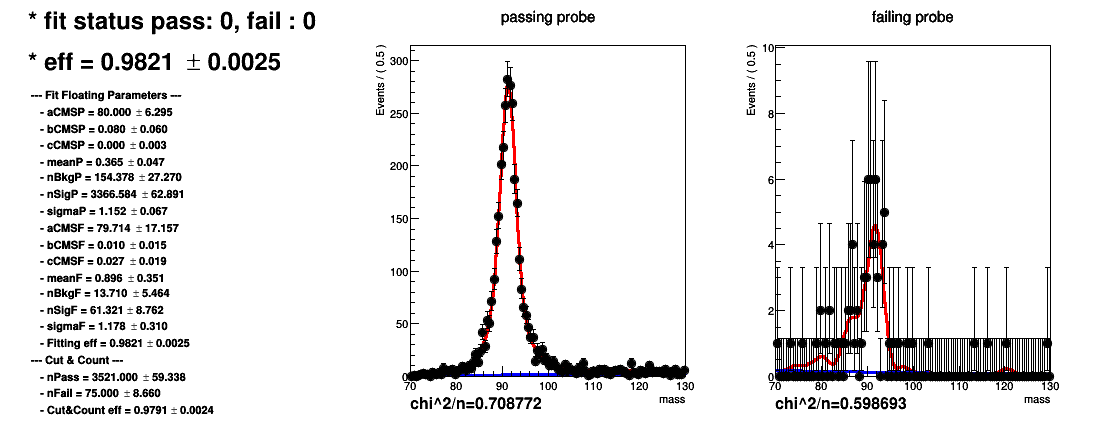 * fit status pass: 0, fail : 0
* eff = 0.9821 ± 0.0025
--- Fit Floating Parameters ---
- aCMSP = 80.000 ± 6.295
- bCMSP = 0.080 ± 0.060
- cCMSP = 0.000 ± 0.003
- meanP = 0.365 ± 0.047
- nBkgP = 154.378 ± 27.270
- nSigP = 3366.584 ± 62.891
- sigmaP = 1.152 ± 0.067
- aCMSF = 79.714 ± 17.157
- bCMSF = 0.010 ± 0.015
- cCMSF = 0.027 ± 0.019
- meanF = 0.896 ± 0.351
- nBkgF = 13.710 ± 5.464
- nSigF = 61.321 ± 8.762
- sigmaF = 1.178 ± 0.310
- Fitting eff = 0.9821 ± 0.0025
--- Cut & Count ---
- nPass = 3521.000 ± 59.338
- nFail = 75.000 ± 8.660
- Cut&Count eff = 0.9791 ± 0.0024
passing probe
Events / ( 0.5 )
300
250
200
150
100
50
0
70 80 90 100 110 120 130
mass
chi^2/n=0.708772
failing probe
Events / ( 0.5 )
10
8
6
4
2
0
70 80 90 100 110 120 130
mass
chi^2/n=0.598693